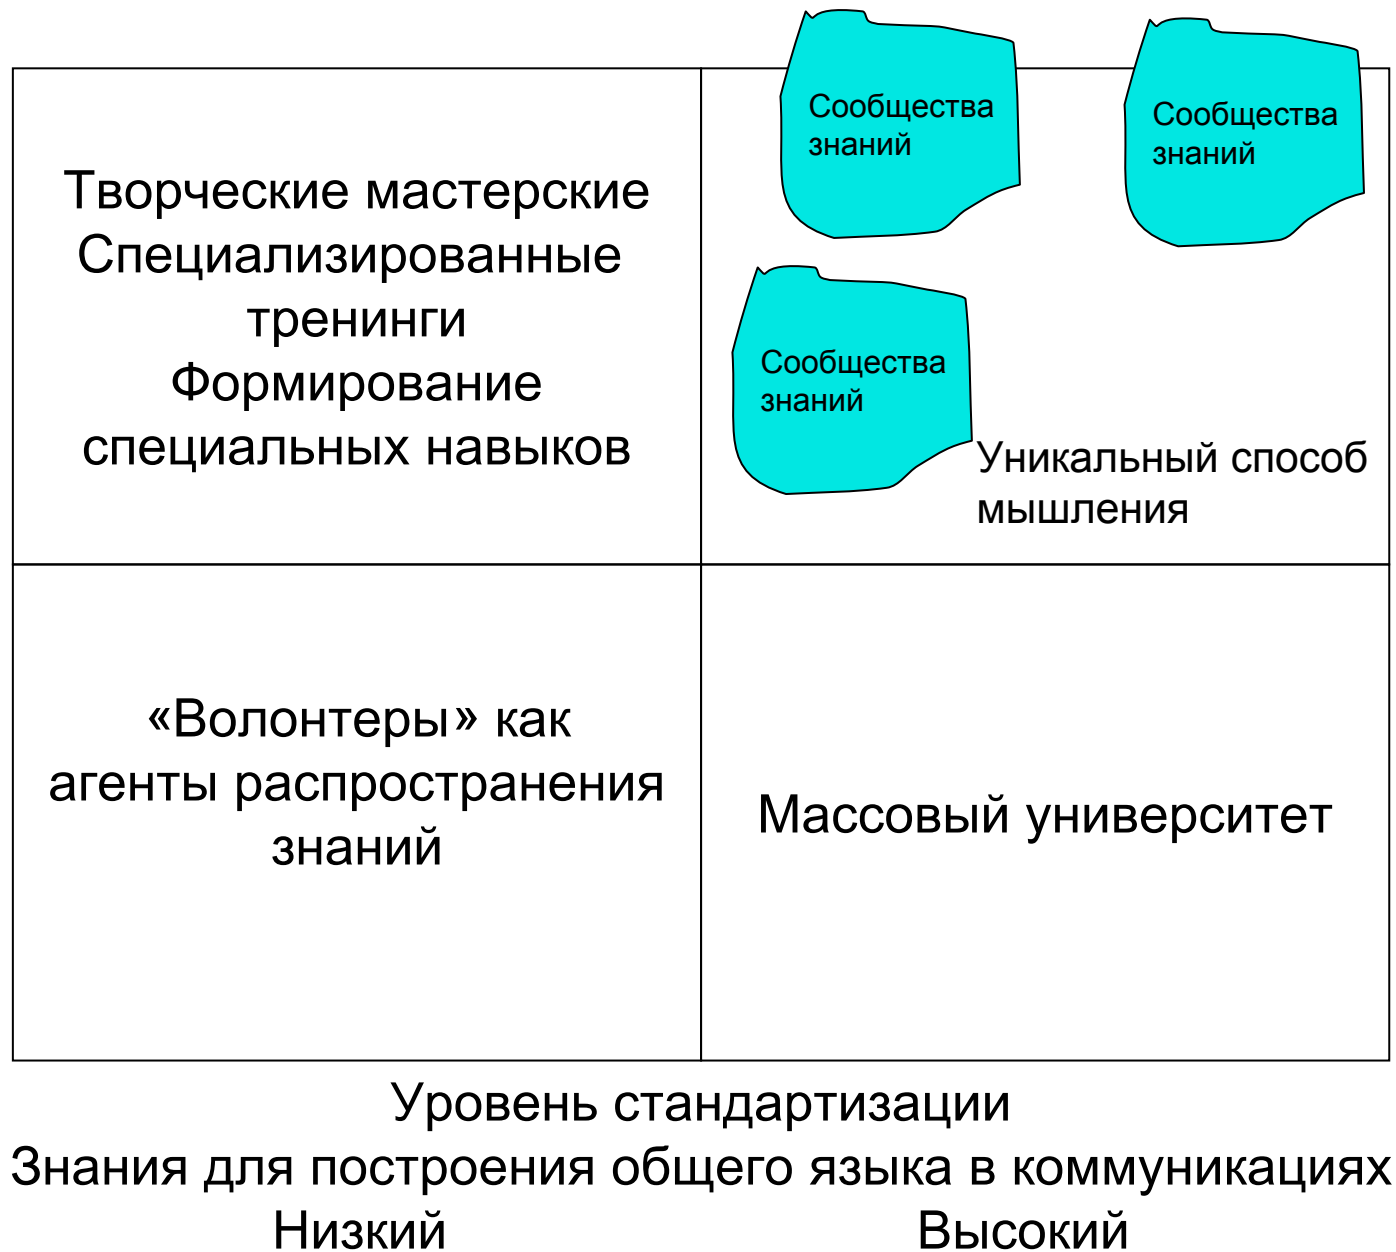 Творческие мастерские
Специализированные
тренинги
Формирование
специальных навыков
Сообщества
знаний
Сообщества
знаний
Сообщества
знаний
Уникальный способ
мышления
«Волонтеры» как
агенты распространения
знаний
Массовый университет
Уровень стандартизации
Знания для построения общего языка в коммуникациях
Низкий Высокий